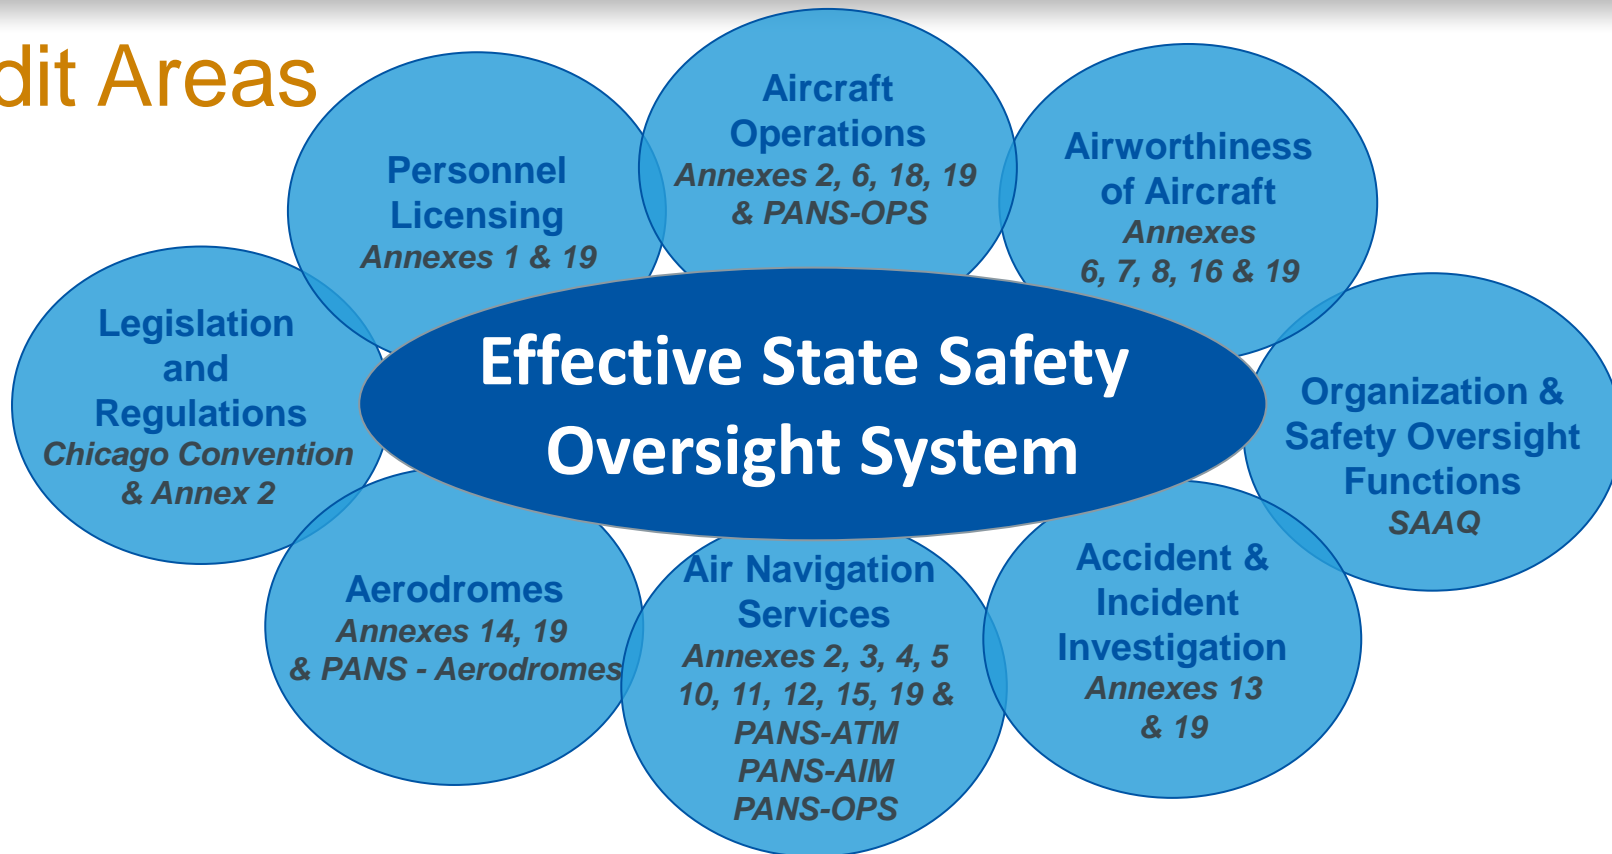 dit Areas
Aircraft
Operations
Annexes 2, 6, 18, 19
& PANS-OPS
Personnel
Licensing
Annexes 1 & 19
Airworthiness
of Aircraft
Annexes
6, 7, 8, 16 & 19
Legislation
and
Regulations
Chicago Convention
& Annex 2
Effective State Safety
Oversight System
Organization &
Safety Oversight
Functions
SAAQ
Aerodromes
Annexes 14, 19
& PANS - Aerodromes
Air Navigation
Services
Annexes 2, 3, 4, 5
10, 11, 12, 15, 19 &
PANS-ATM
PANS-AIM
PANS-OPS
Accident &
Incident
Investigation
Annexes 13
& 19